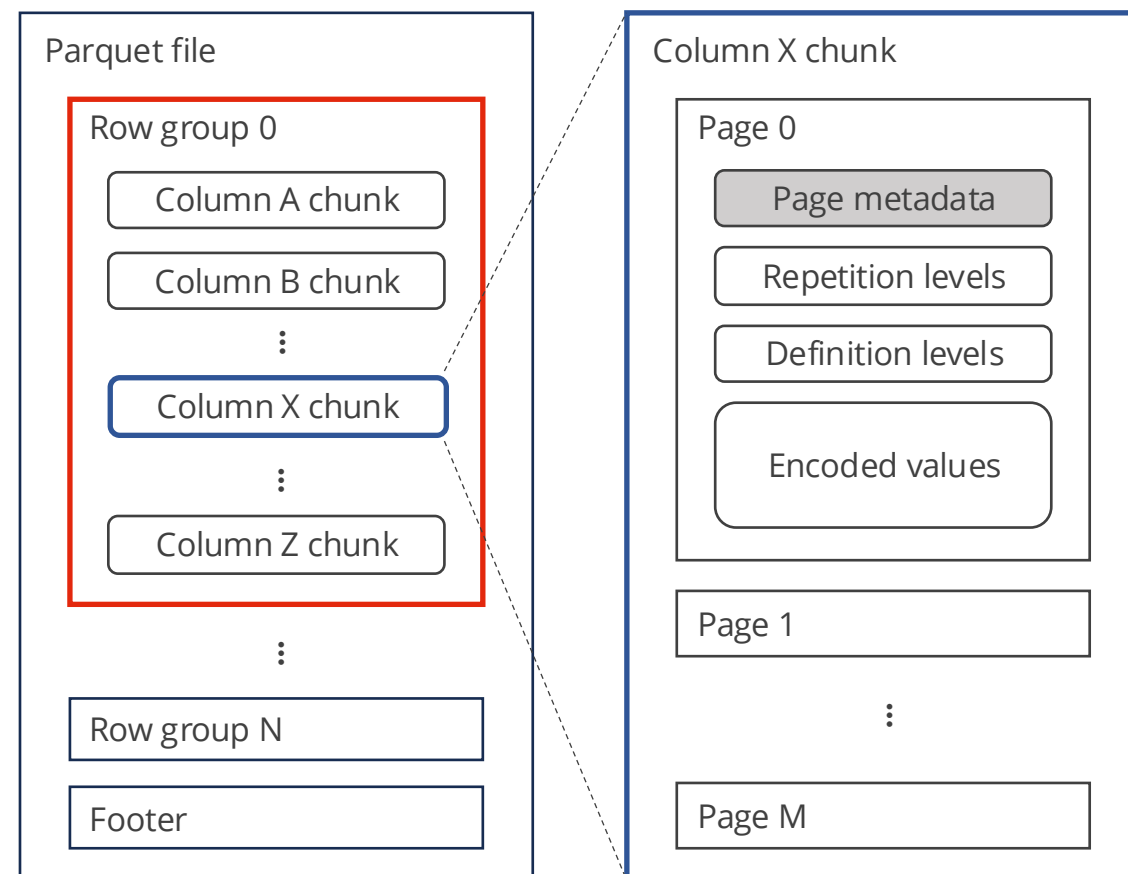 Parquet file
Row group 0
Column A chunk
Column B chunk
Column X chunk
Column Z chunk
Row group N
Footer
Column X chunk
Page 0
Page metadata
Repetition levels
Definition levels
Encoded values
Page 1
Page M